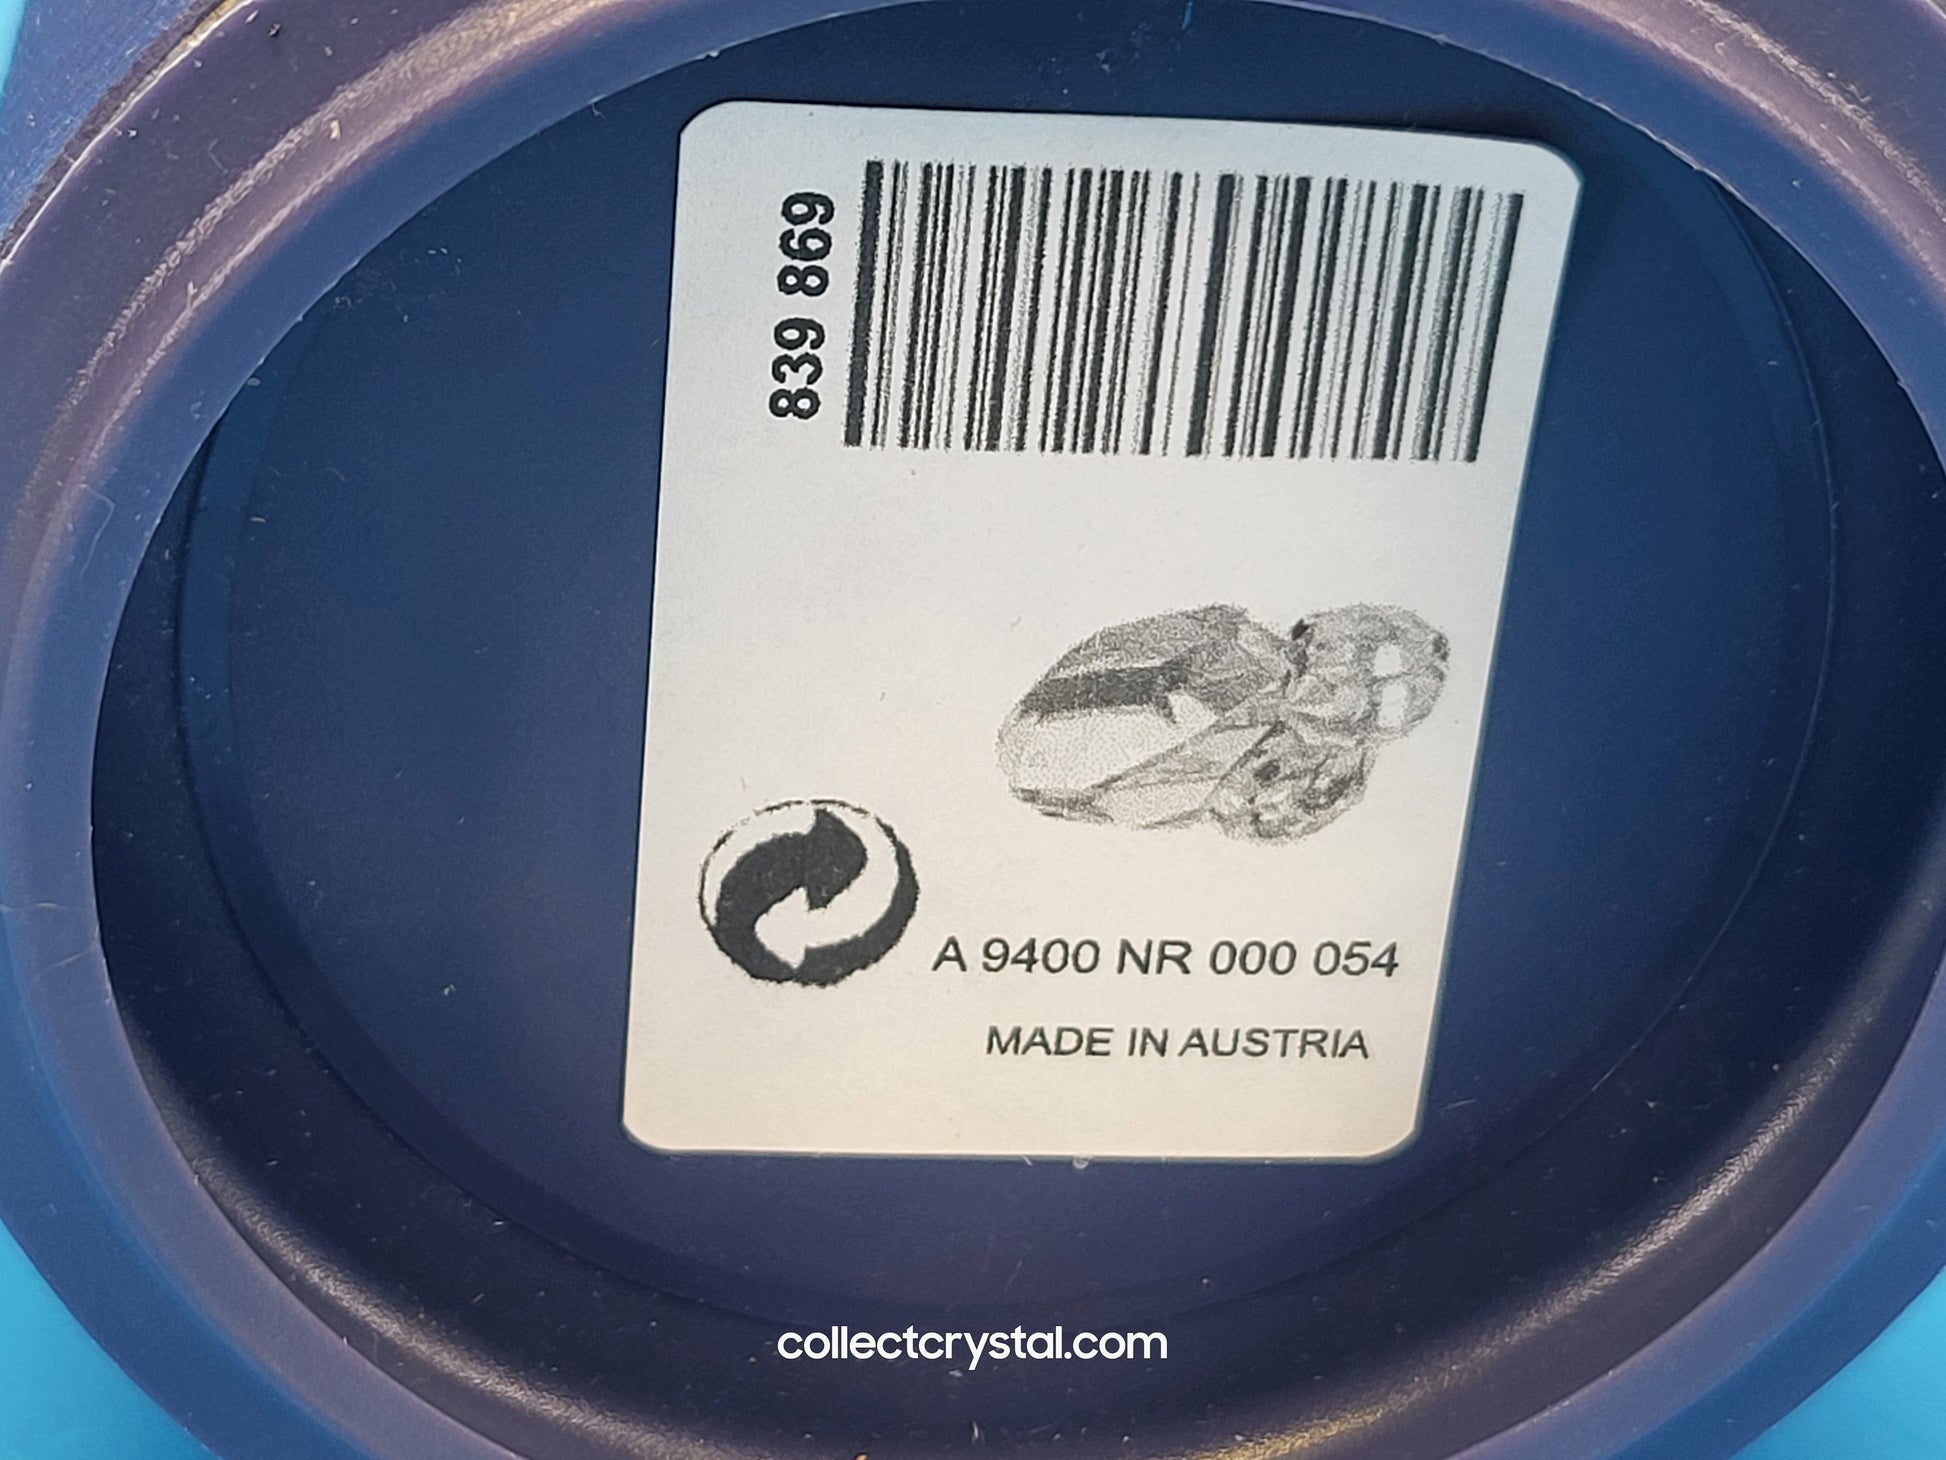 839 869
A 9400 NR 000 054
MADE IN AUSTRIA
collectcrystal.com